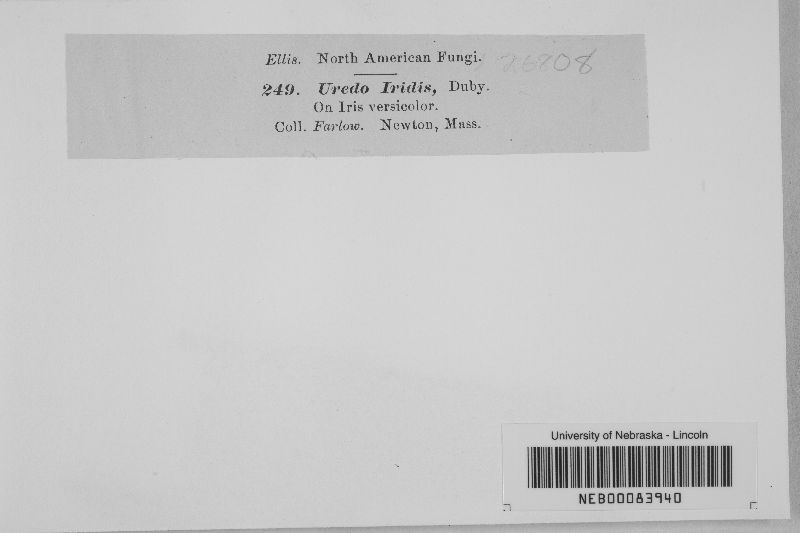 Ellis. North American Fungi. 26808
249. Uredo Iridis, Duby.
On Iris versicolor.
Coll. Farlow. Newton, Mass.
University of Nebraska - Lincoln
NEB00083940